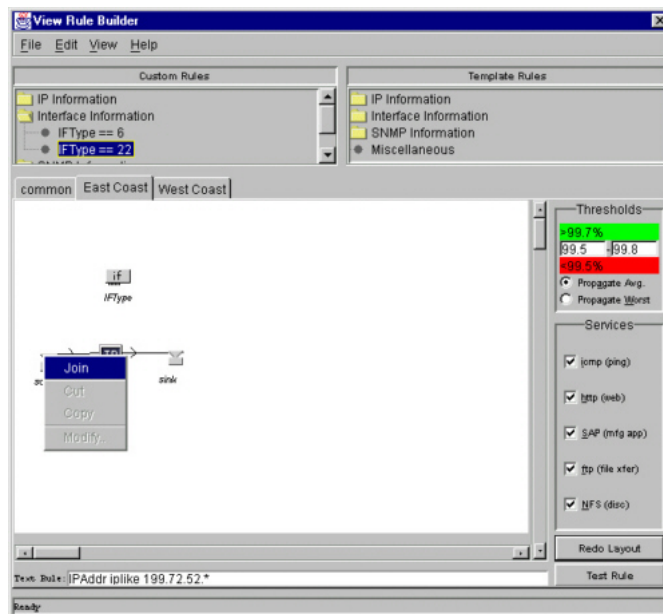 View Rule Builder
File Edit View Help
Custom Rules
Template Rules
IP Information
Interface Information
IFType == 6
IFType == 22
SNMP Information
IP Information
Interface Information
SNMP Information
Miscellaneous
common East Coast West Coast
if
IFType
sink
Join
Cut
Copy
Modify...
Thresholds
>99.7%
99.5 - 99.8
<99.5%
Propagate Avg.
Propagate Worst
Services
icmp (ping)
http (web)
SAP (mfg app)
ftp (file xfer)
NFS (disc)
Redo Layout
Text Rule: IPAddr iplike 199.72.52.*
Test Rule
Ready